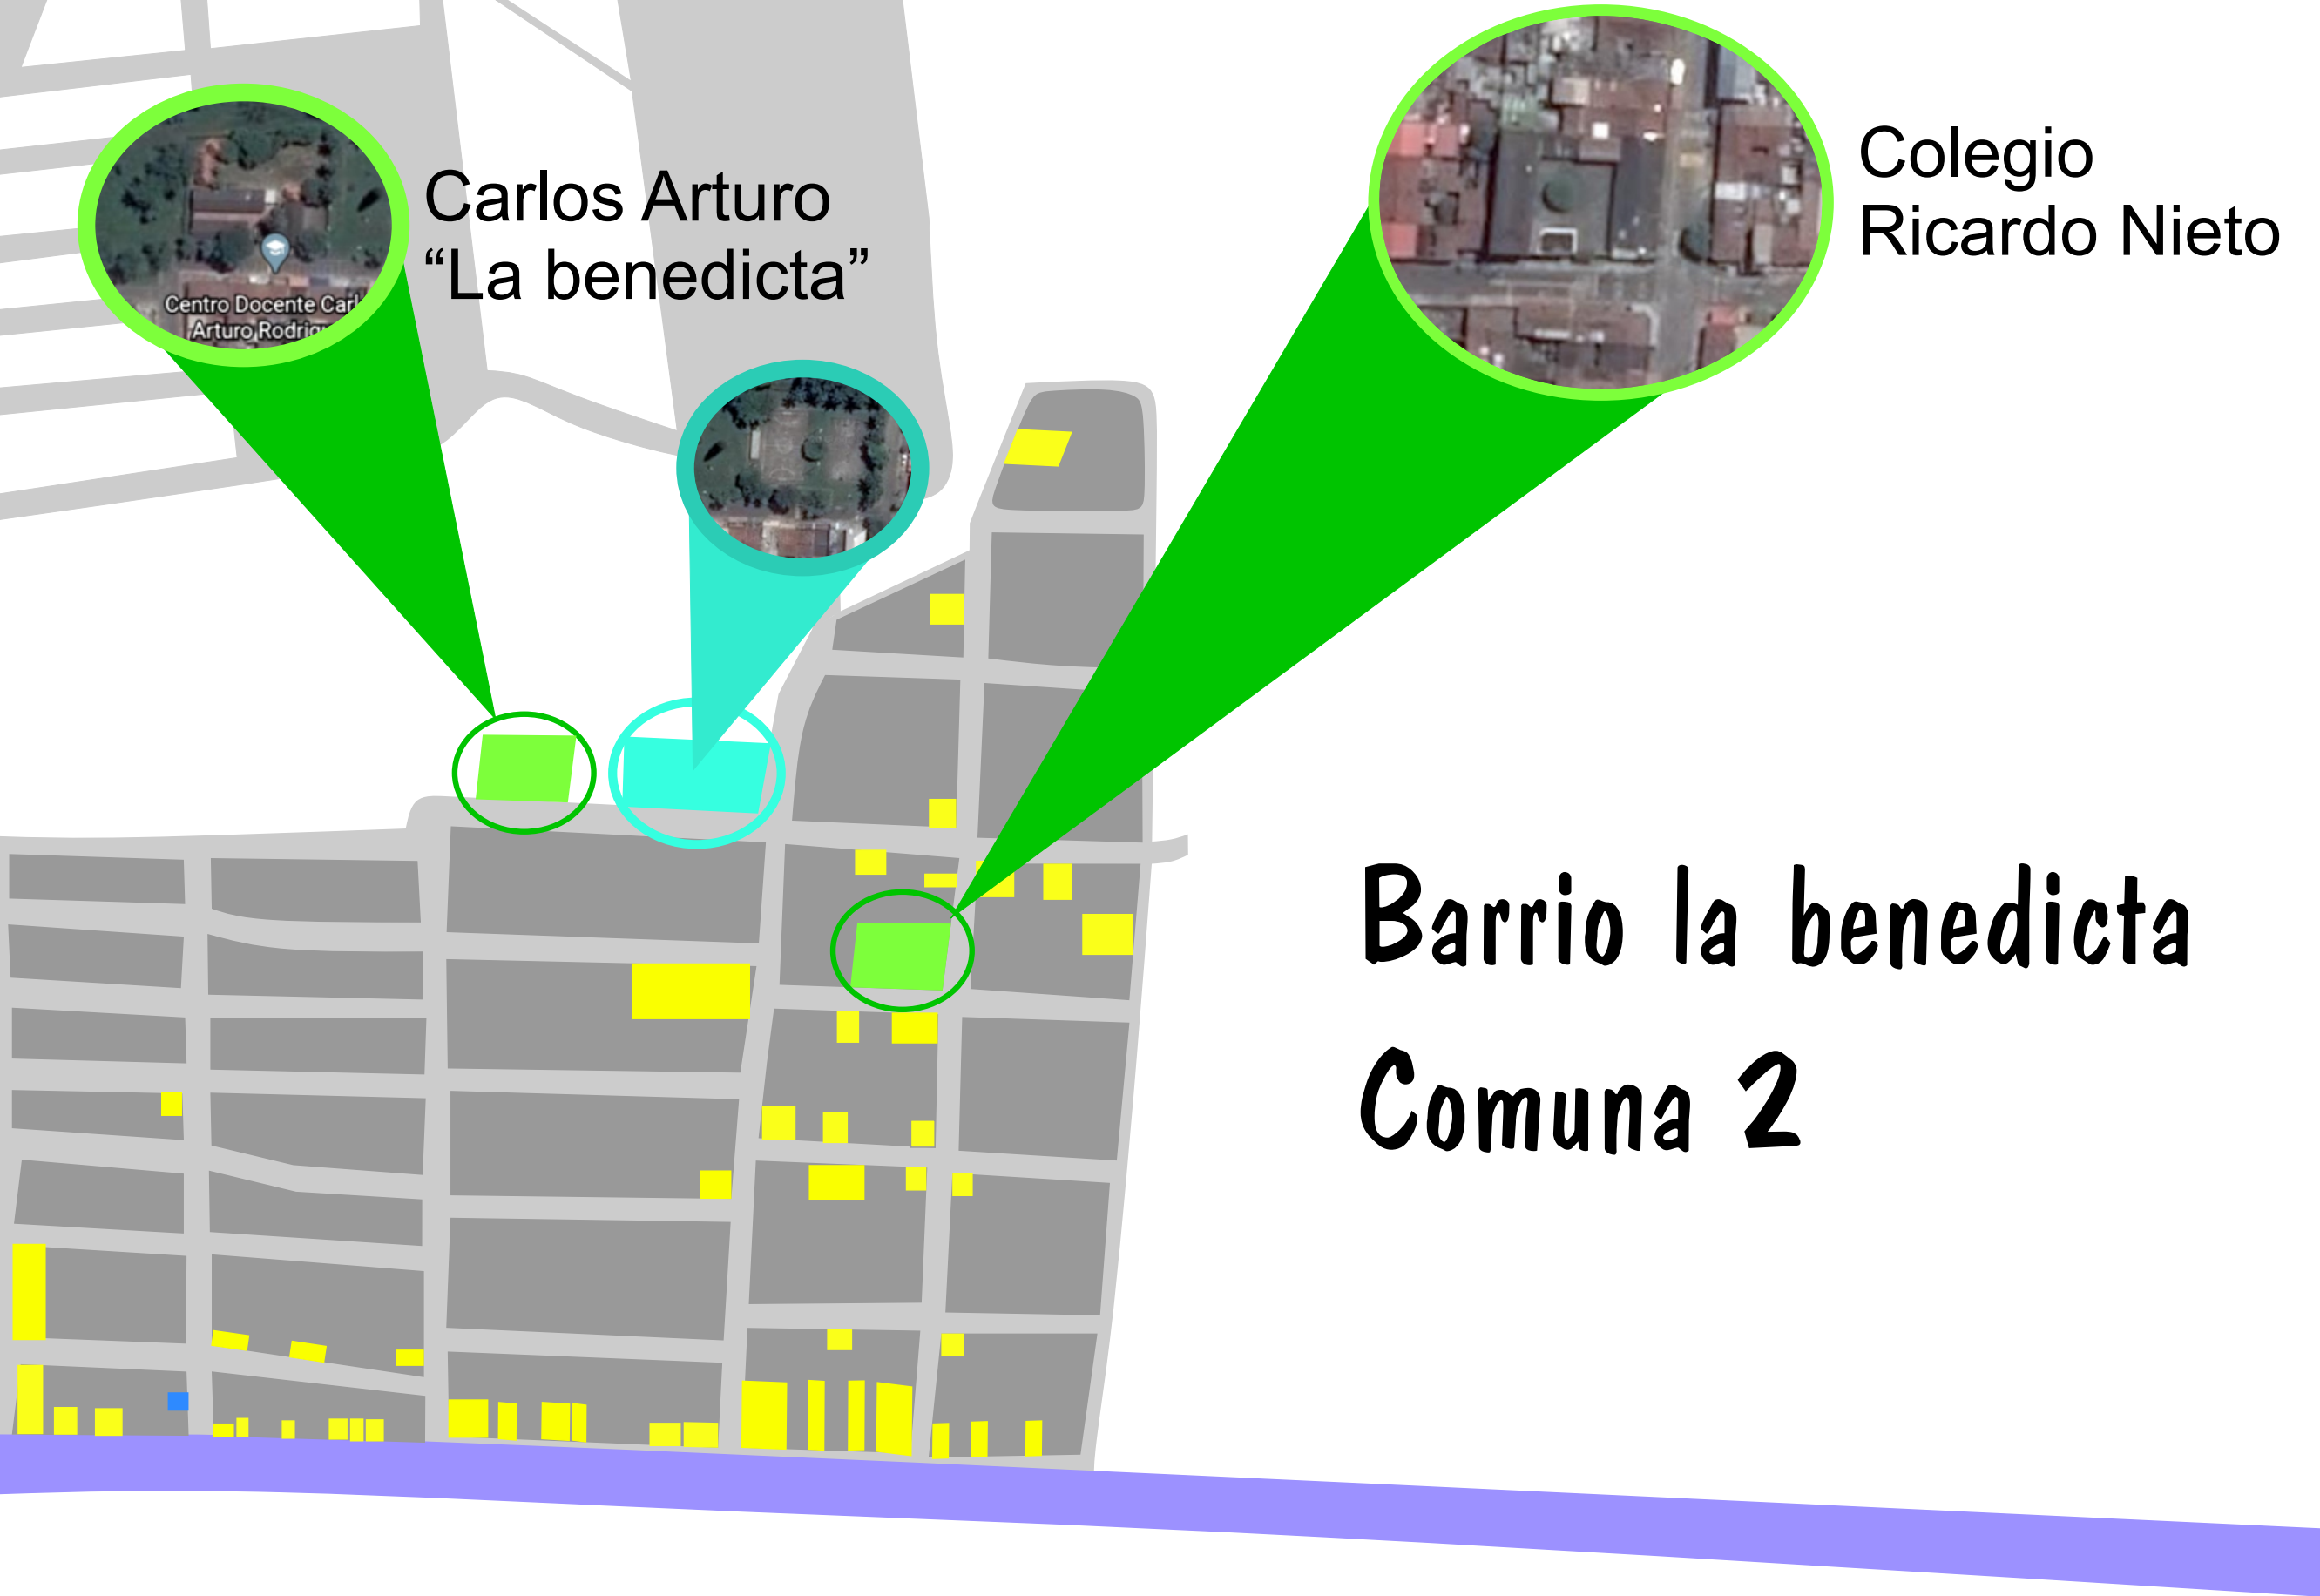 Carlos Arturo
“La benedicta”
Centro Docente Carl
Arturo Rodrig
Colegio
Ricardo Nieto
Barrio la benedicta
Comuna 2